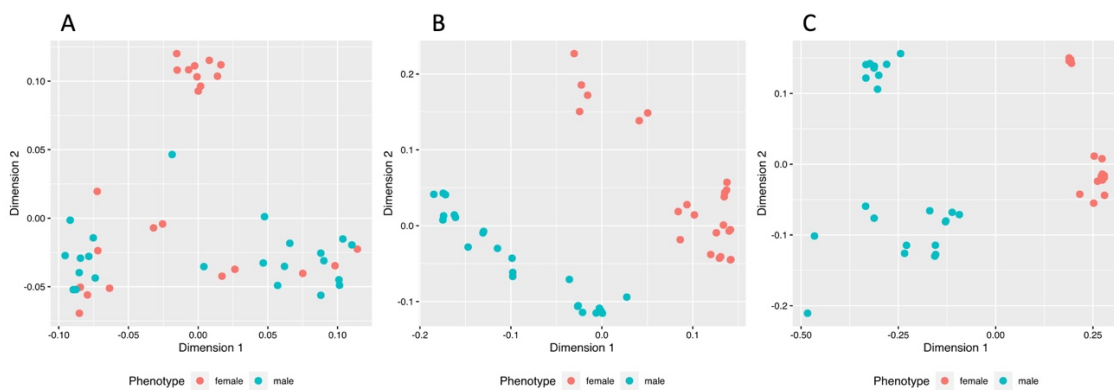 A
0.10
0.05
0.00
-0.05
Dimension 2
-0.10 -0.05 0.00 0.05 0.10
Dimension 1
Phenotype female male
B
0.2
0.1
0.0
-0.1
Dimension 2
-0.2 -0.1 0.0 0.1
Dimension 1
Phenotype female male
C
0.1
0.0
-0.1
-0.2
Dimension 2
-0.50 -0.25 0.00 0.25
Dimension 1
Phenotype female male